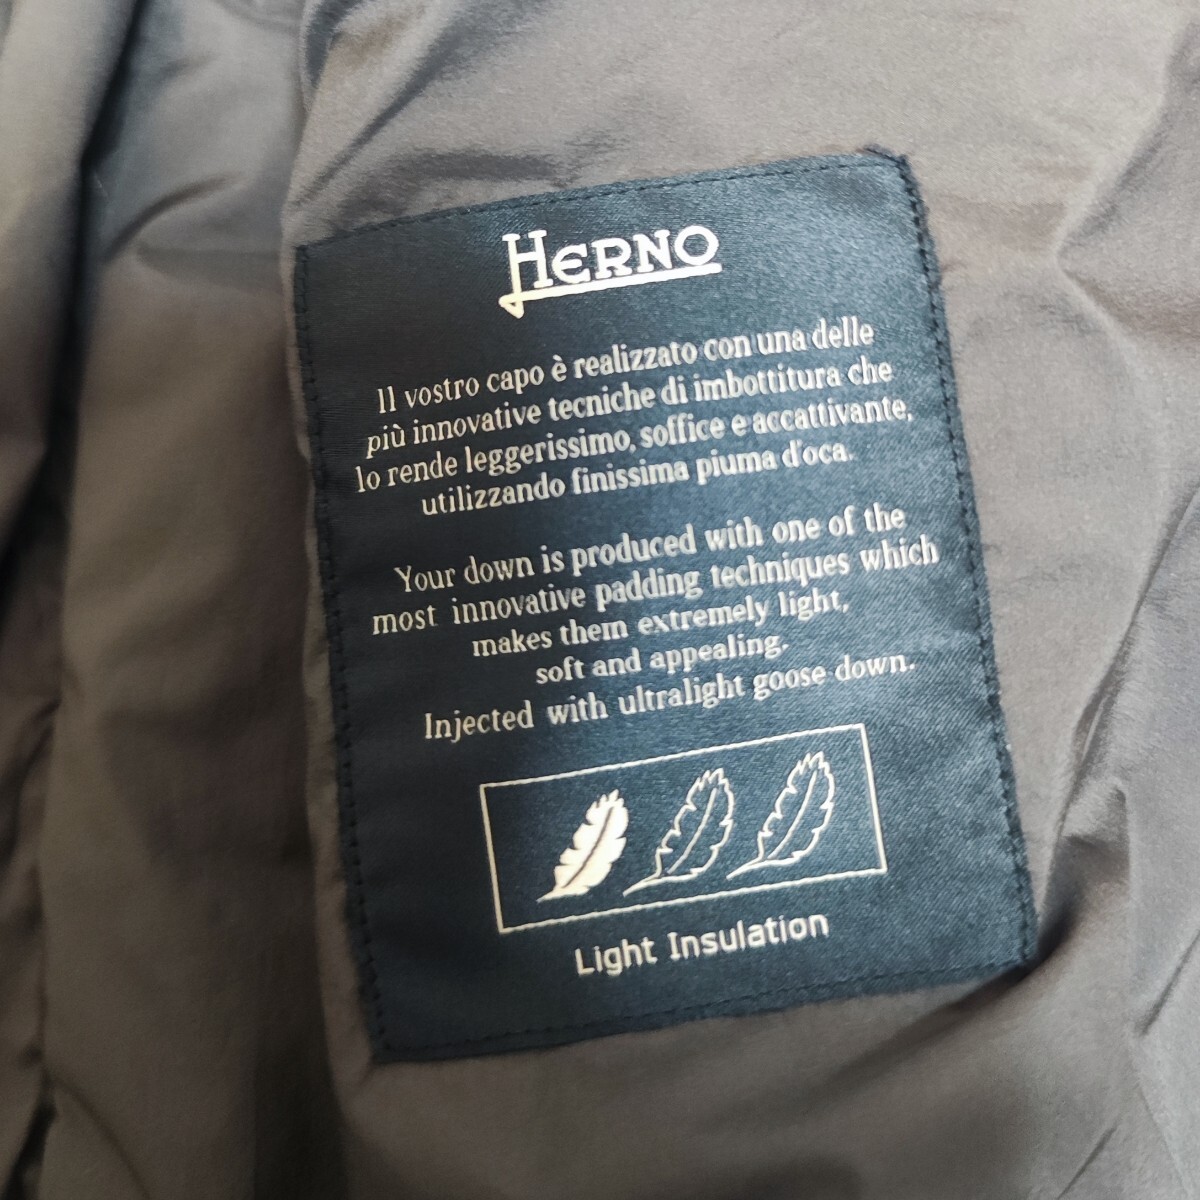 HERNO
Il vostro capo è realizzato con una delle
più innovative tecniche di imbottitura che
lo rende leggerissimo, soffice e accattivante,
utilizzando finissima piuma d'oca.
Your down is produced with one of the
most innovative padding techniques which
makes them extremely light,
soft and appealing.
Injected with ultralight goose down.
Light Insulation